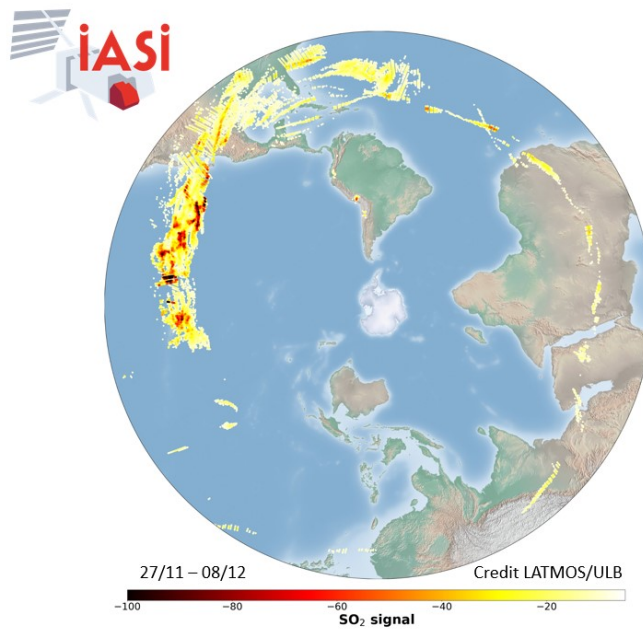 iASi
27/11 – 08/12
Credit LATMOS/ULB
−100 −80 −60 −40 −20
SO₂ signal